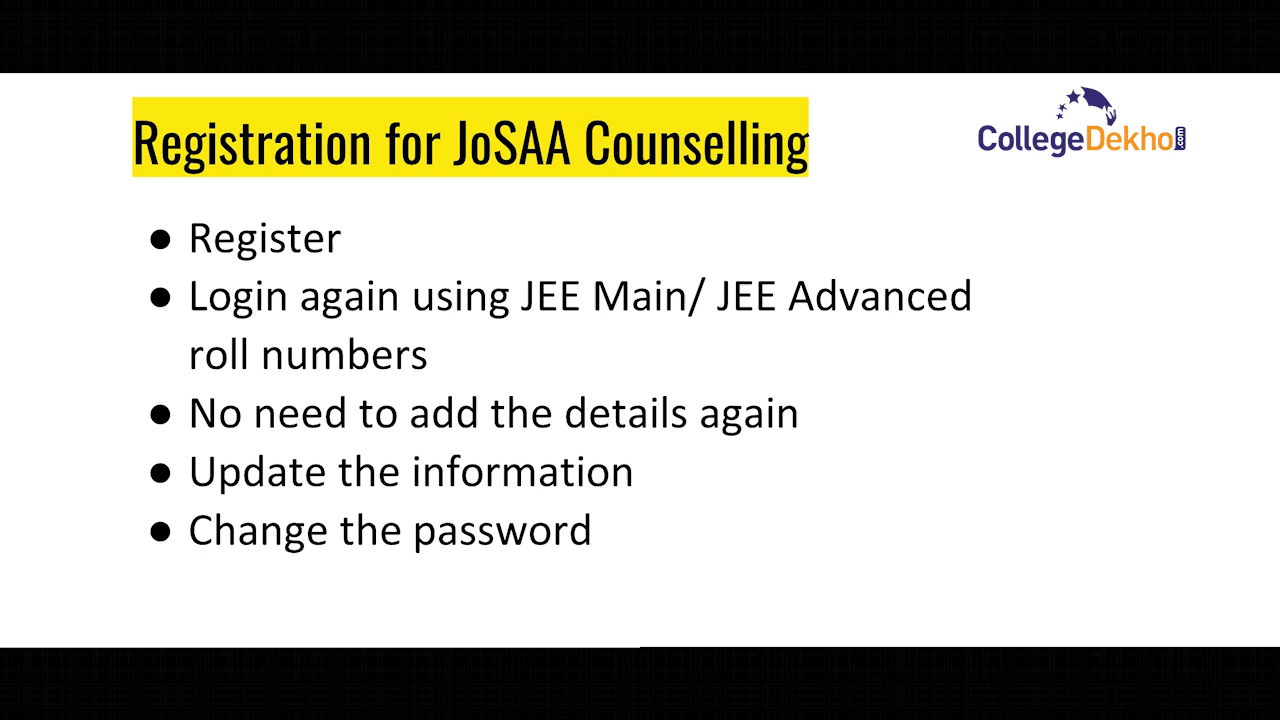 Registration for JoSAA Counselling
CollegeDekho.com
● Register
● Login again using JEE Main/ JEE Advanced
roll numbers
● No need to add the details again
● Update the information
● Change the password